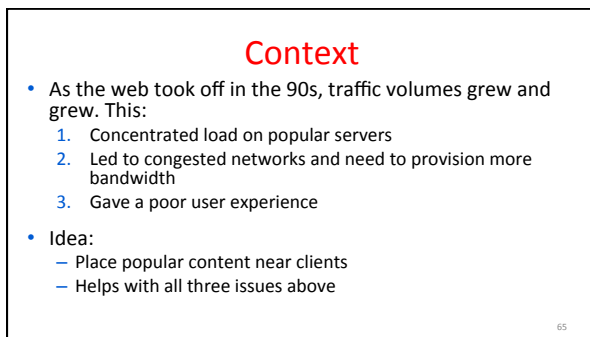 Context
• As the web took off in the 90s, traffic volumes grew and
grew. This:
1. Concentrated load on popular servers
2. Led to congested networks and need to provision more
bandwidth
3. Gave a poor user experience
• Idea:
– Place popular content near clients
– Helps with all three issues above
65